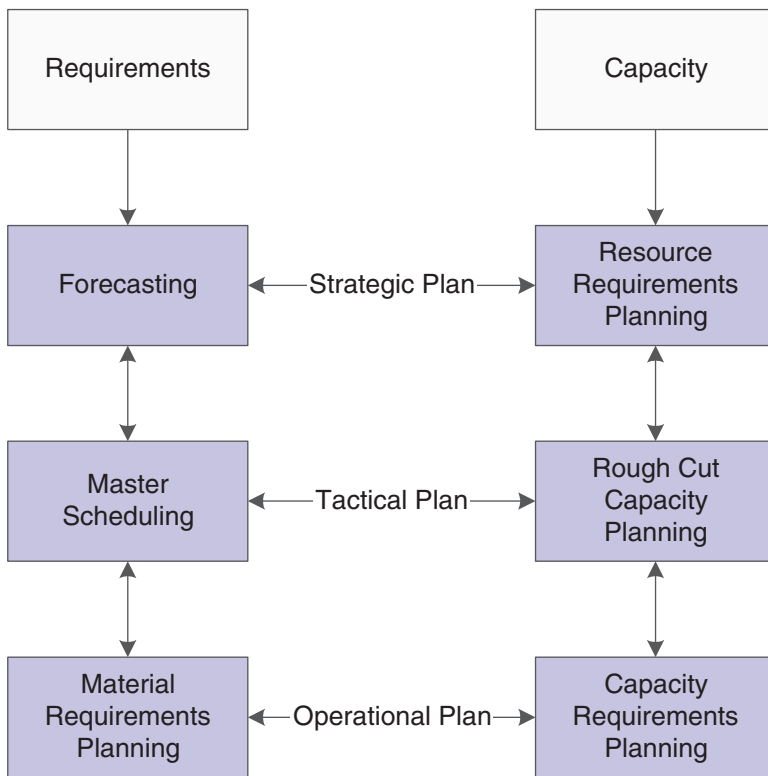 Requirements
Capacity
Forecasting
Strategic Plan
Resource
Requirements
Planning
Master
Scheduling
Tactical Plan
Rough Cut
Capacity
Planning
Material
Requirements
Planning
Operational Plan
Capacity
Requirements
Planning